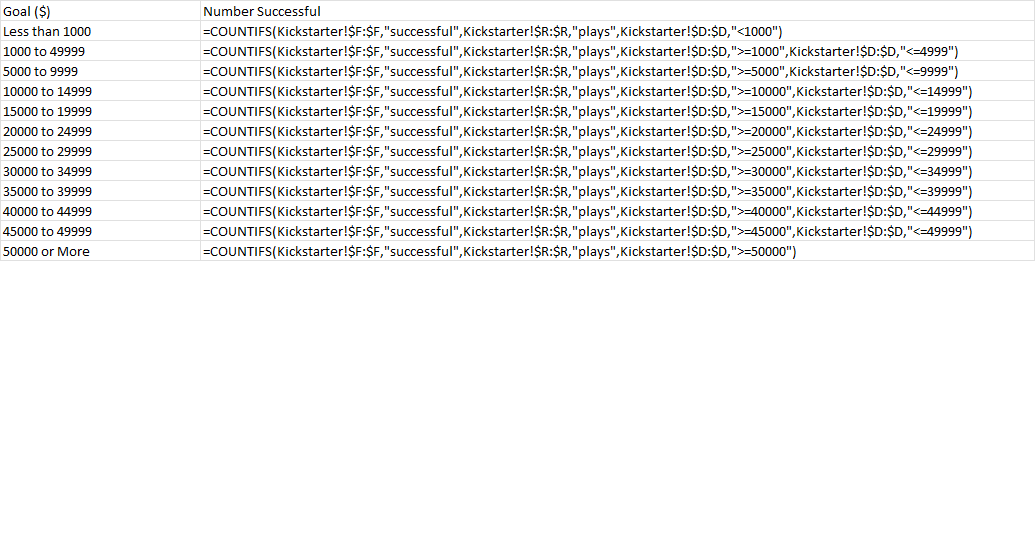 Goal ($) Number Successful
Less than 1000 =COUNTIFS(Kickstarter!$F:$F,"successful",Kickstarter!$R:$R,"plays",Kickstarter!$D:$D,"<1000")
1000 to 49999 =COUNTIFS(Kickstarter!$F:$F,"successful",Kickstarter!$R:$R,"plays",Kickstarter!$D:$D,">=1000",Kickstarter!$D:$D,"<=4999")
5000 to 9999 =COUNTIFS(Kickstarter!$F:$F,"successful",Kickstarter!$R:$R,"plays",Kickstarter!$D:$D,">=5000",Kickstarter!$D:$D,"<=9999")
10000 to 14999 =COUNTIFS(Kickstarter!$F:$F,"successful",Kickstarter!$R:$R,"plays",Kickstarter!$D:$D,">=10000",Kickstarter!$D:$D,"<=14999")
15000 to 19999 =COUNTIFS(Kickstarter!$F:$F,"successful",Kickstarter!$R:$R,"plays",Kickstarter!$D:$D,">=15000",Kickstarter!$D:$D,"<=19999")
20000 to 24999 =COUNTIFS(Kickstarter!$F:$F,"successful",Kickstarter!$R:$R,"plays",Kickstarter!$D:$D,">=20000",Kickstarter!$D:$D,"<=24999")
25000 to 29999 =COUNTIFS(Kickstarter!$F:$F,"successful",Kickstarter!$R:$R,"plays",Kickstarter!$D:$D,">=25000",Kickstarter!$D:$D,"<=29999")
30000 to 34999 =COUNTIFS(Kickstarter!$F:$F,"successful",Kickstarter!$R:$R,"plays",Kickstarter!$D:$D,">=30000",Kickstarter!$D:$D,"<=34999")
35000 to 39999 =COUNTIFS(Kickstarter!$F:$F,"successful",Kickstarter!$R:$R,"plays",Kickstarter!$D:$D,">=35000",Kickstarter!$D:$D,"<=39999")
40000 to 44999 =COUNTIFS(Kickstarter!$F:$F,"successful",Kickstarter!$R:$R,"plays",Kickstarter!$D:$D,">=40000",Kickstarter!$D:$D,"<=44999")
45000 to 49999 =COUNTIFS(Kickstarter!$F:$F,"successful",Kickstarter!$R:$R,"plays",Kickstarter!$D:$D,">=45000",Kickstarter!$D:$D,"<=49999")
50000 or More =COUNTIFS(Kickstarter!$F:$F,"successful",Kickstarter!$R:$R,"plays",Kickstarter!$D:$D,">=50000")